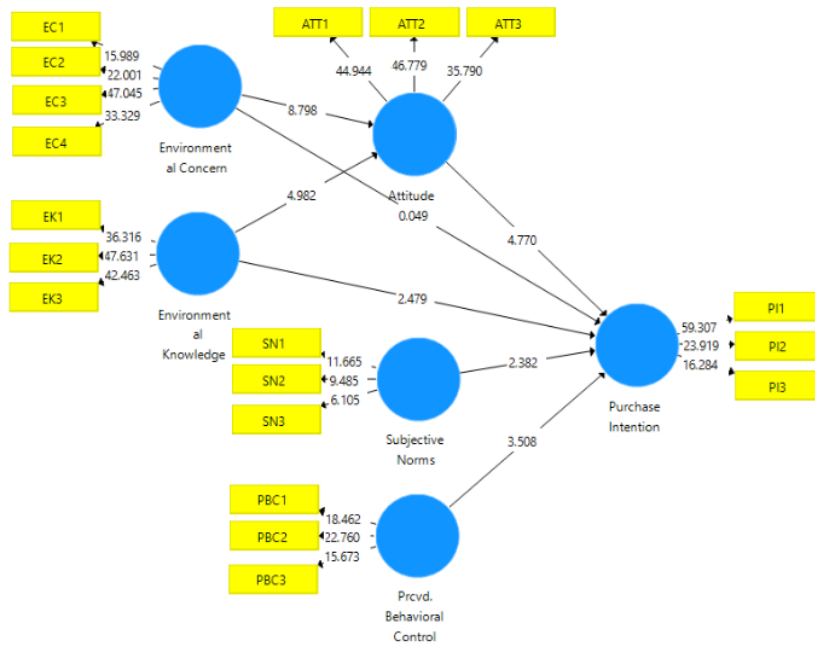 ATT1
ATT2
ATT3
EC1
EC2
EC3
EC4
15.989
22.001
47.045
33.329
44.944
46.779
35.790
Environment
al Concern
8.798
Attitude
4.982
0.049
4.770
EK1
EK2
EK3
36.316
47.631
42.463
Environment
al
Knowledge
2.479
SN1
SN2
SN3
11.665
9.485
6.105
Subjective
Norms
2.382
PI1
PI2
PI3
59.307
23.919
16.284
Purchase
Intention
3.508
PBC1
PBC2
PBC3
18.462
22.760
15.673
Prcvd.
Behavioral
Control